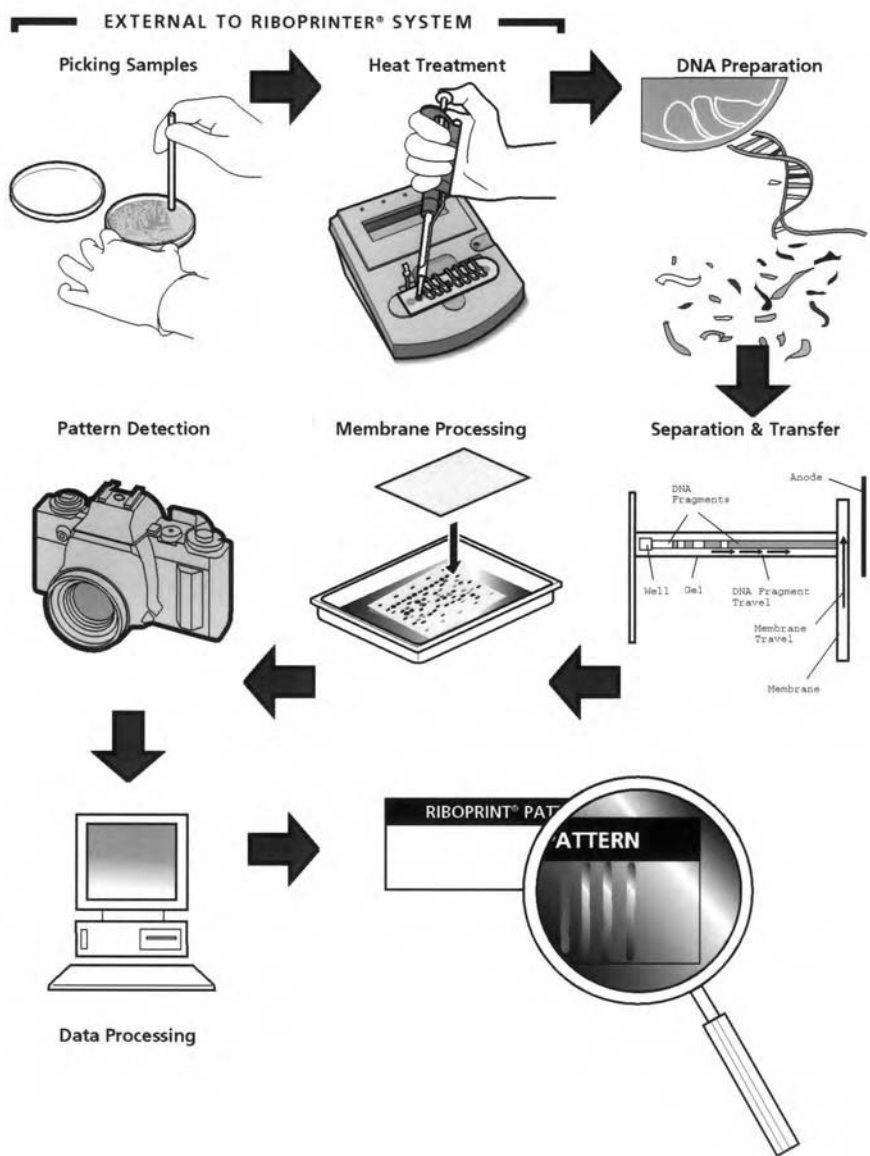 EXTERNAL TO RIBOPRINTER® SYSTEM
Picking Samples
Heat Treatment
DNA Preparation
Pattern Detection
Membrane Processing
Separation & Transfer
Anode
DNA
Fragments
Well
Gel
DNA Fragment
Travel
Membrane
Travel
Membrane
RIBOPRINT® PAT
PATTERN
Data Processing